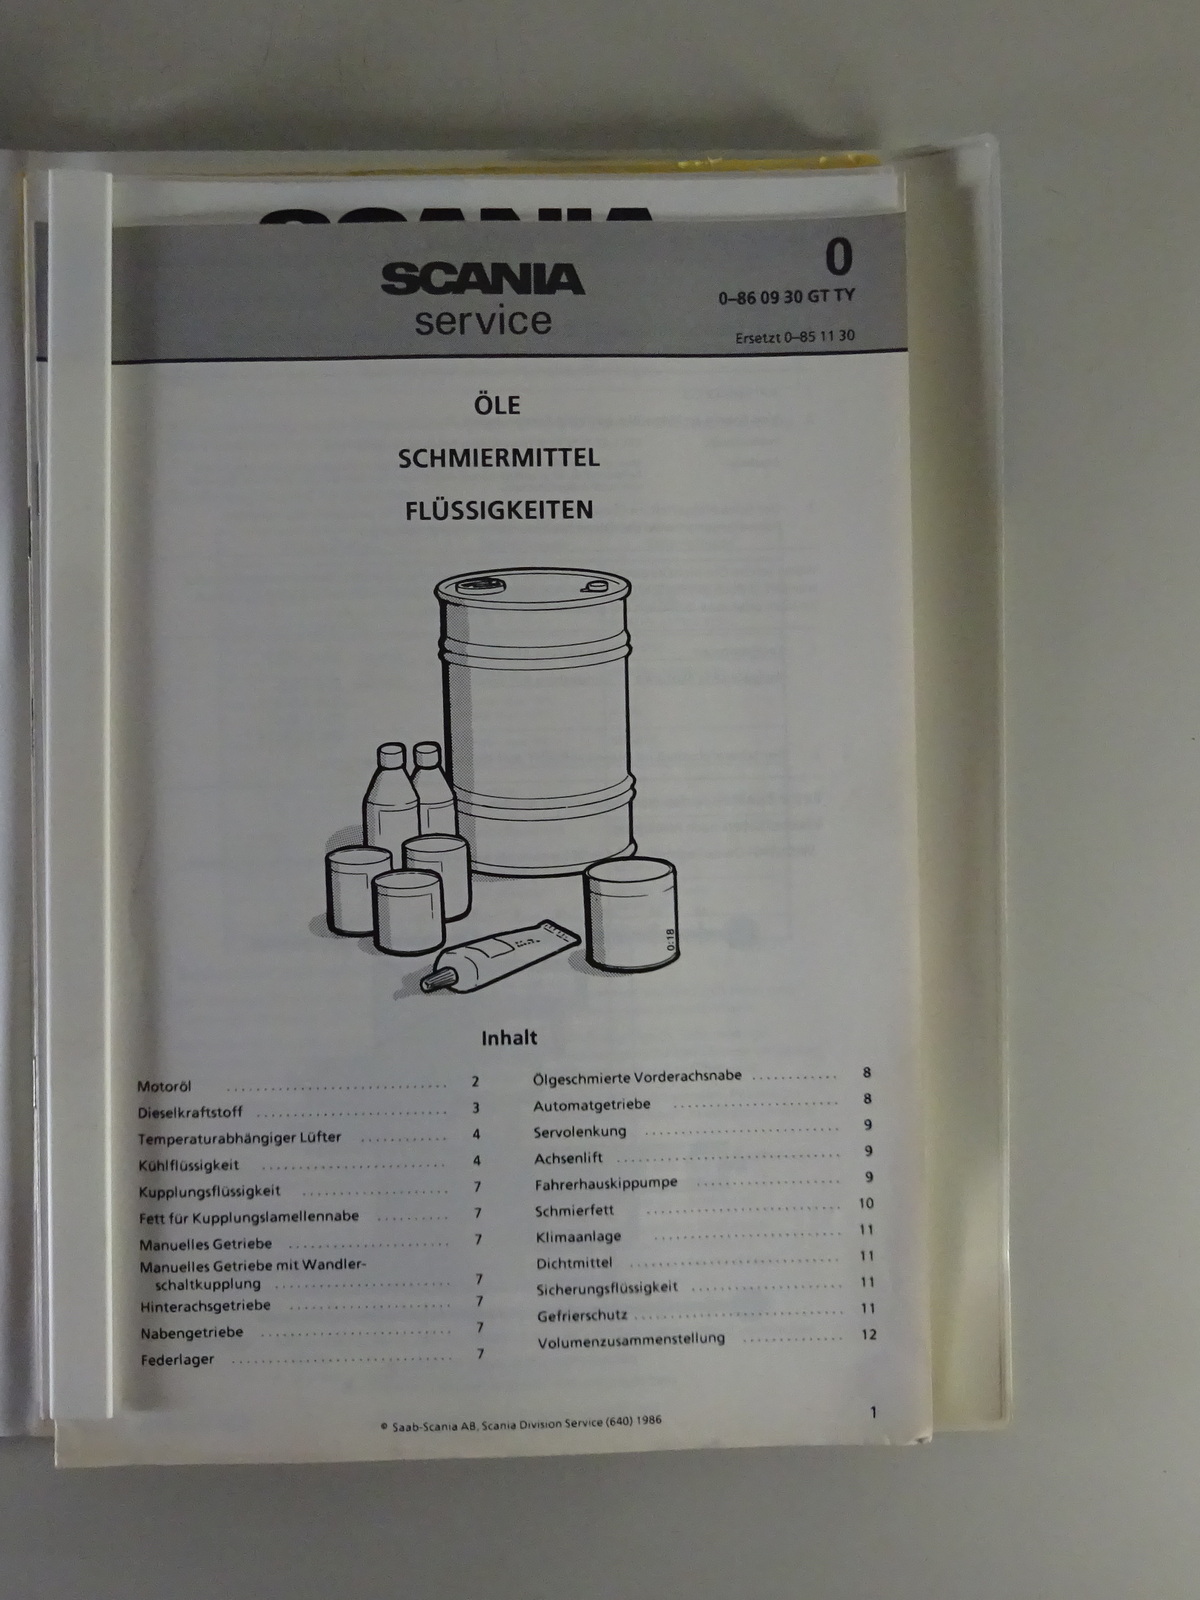 SCANIA
SCANIA
service
0
0–86 09 30 GT TY
Ersetzt 0–85 11 30
ÖLE
SCHMIERMITTEL
FLÜSSIGKEITEN
0:18
Inhalt
Motoröl 2
Dieselkraftstoff 3
Temperaturabhängiger Lüfter 4
Kühlflüssigkeit 4
Kupplungsflüssigkeit 7
Fett für Kupplungslamellennabe 7
Manuelles Getriebe 7
Manuelles Getriebe mit Wandler-
schaltkupplung 7
Hinterachsgetriebe 7
Nabengetriebe 7
Federlager 7
Ölgeschmierte Vorderachsnabe 8
Automatgetriebe 8
Servolenkung 9
Achsenlift 9
Fahrerhauskippumpe 9
Schmierfett 10
Klimaanlage 11
Dichtmittel 11
Sicherungsflüssigkeit 11
Gefrierschutz 11
Volumenzusammenstellung 12
© Saab-Scania AB, Scania Division Service (640) 1986
1